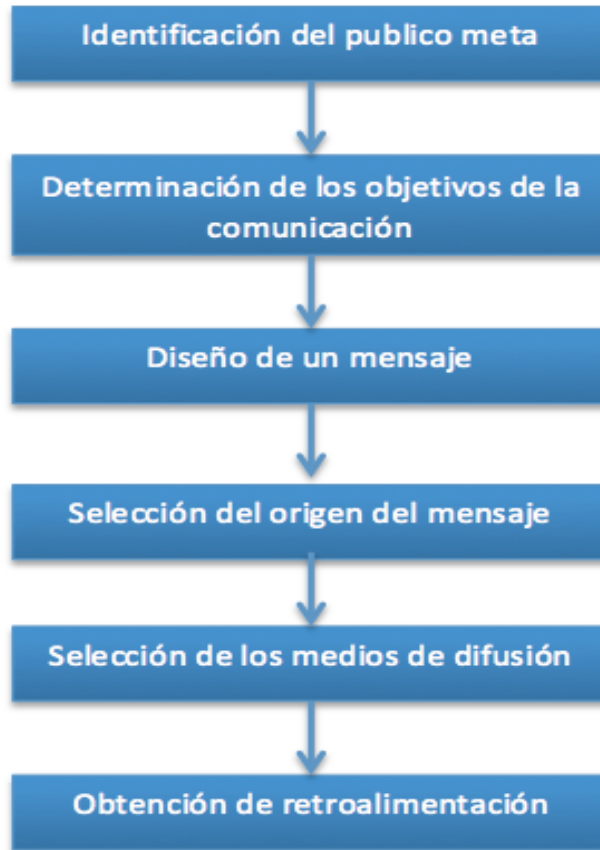 Identificación del publico meta
Determinación de los objetivos de la
comunicación
Diseño de un mensaje
Selección del origen del mensaje
Selección de los medios de difusión
Obtención de retroalimentación